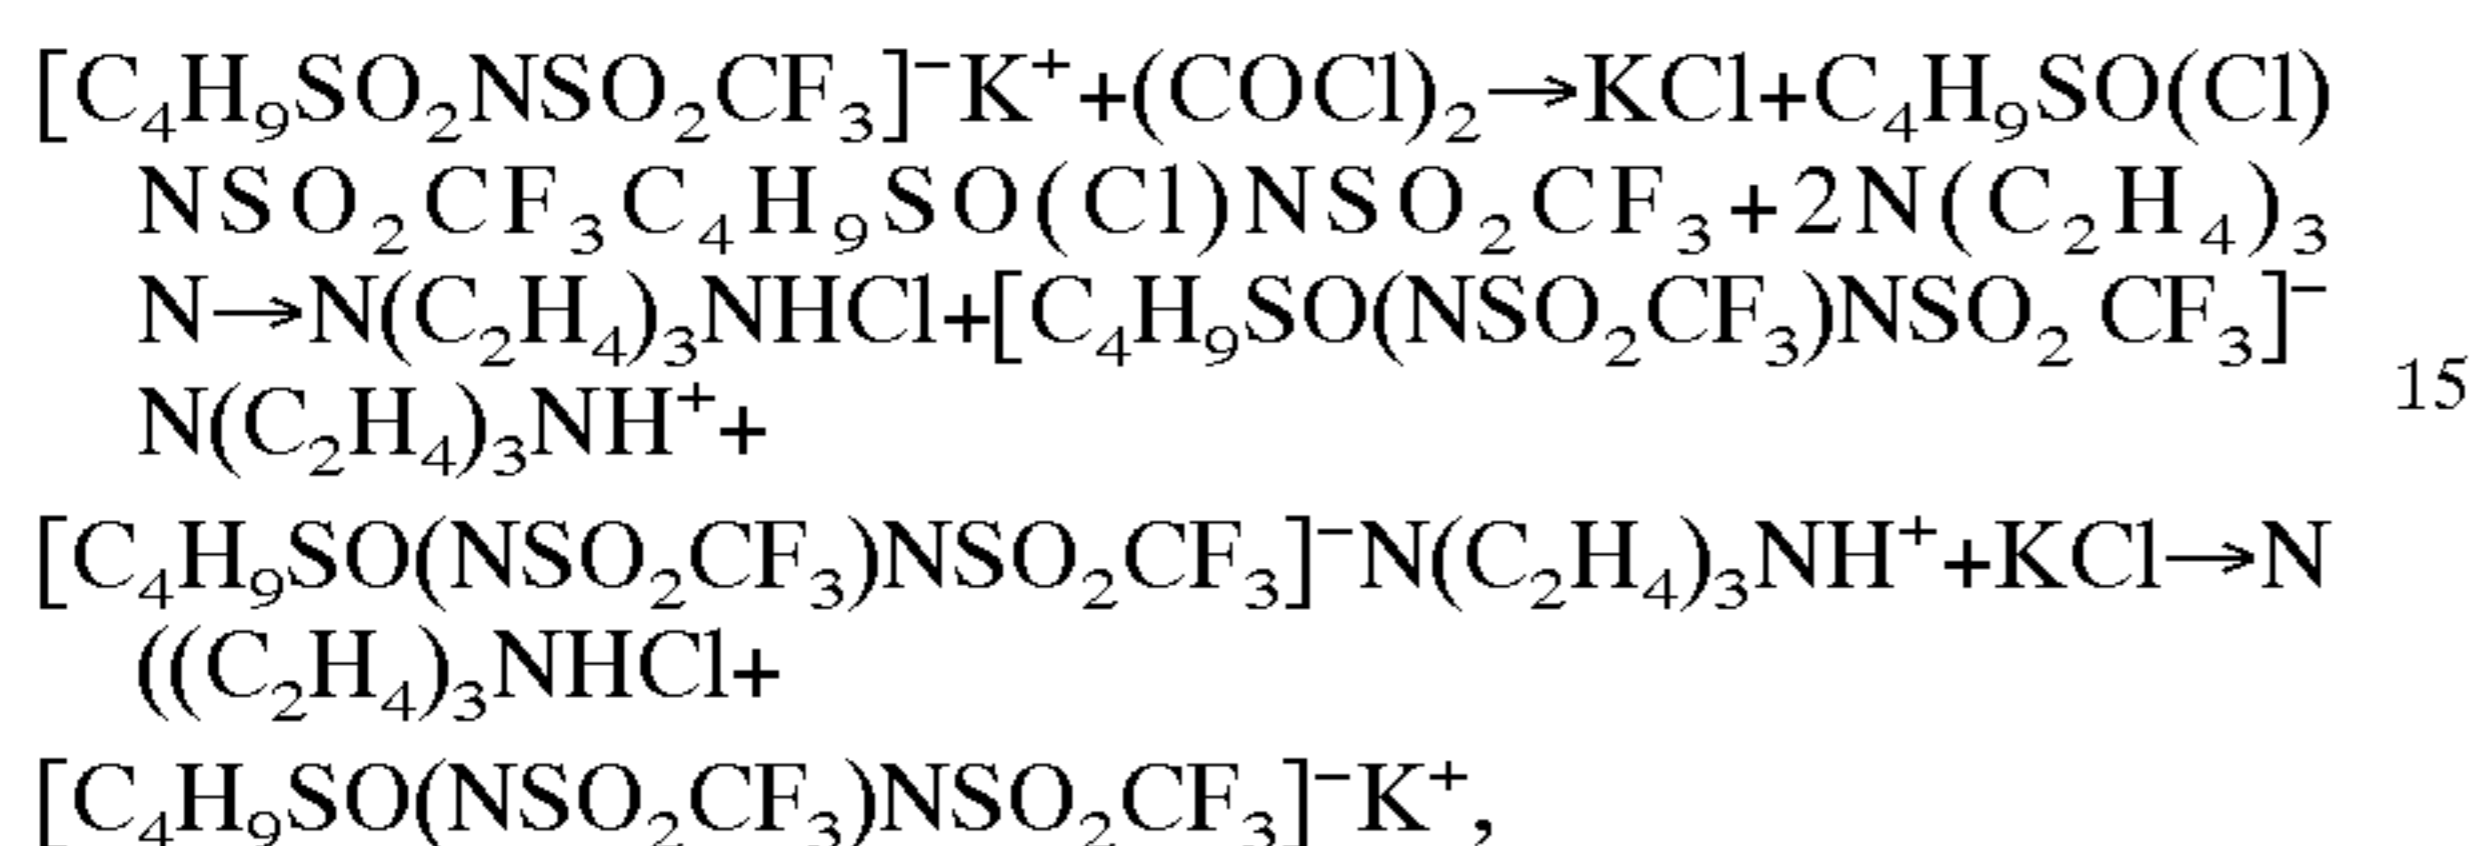 [C₄H₉SO₂NSO₂CF₃]⁻K⁺+(COCl)₂→KCl+C₄H₉SO(Cl)
NSO₂CF₃C₄H₉SO(Cl)NSO₂CF₃+2N(C₂H₄)₃
N→N(C₂H₄)₃NHCl+[C₄H₉SO(NSO₂CF₃)NSO₂ CF₃]⁻
N(C₂H₄)₃NH⁺+
15
[C₄H₉SO(NSO₂CF₃)NSO₂CF₃]⁻N(C₂H₄)₃NH⁺+KCl→N
((C₂H₄)₃NHCl+
[C₄H₉SO(NSO₂CF₃)NSO₂CF₃]⁻K⁺,